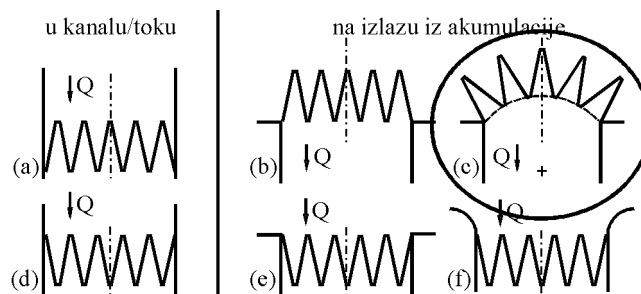 u kanalu/toku
na izlazu iz akumulacije
Q
(a)
(b)
Q
(c)
Q
Q
(d)
Q
(e)
Q
(f)